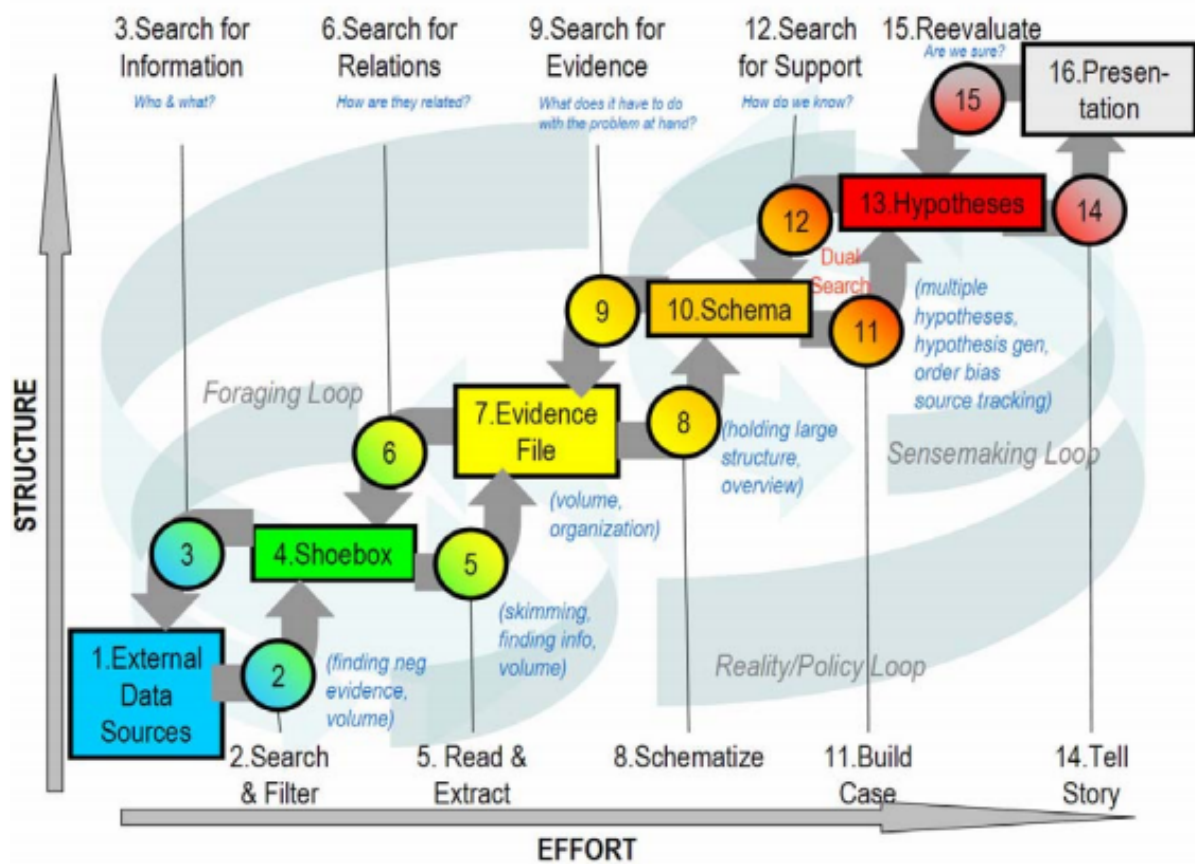 3.Search for
Information
Who & what?
6.Search for
Relations
How are they related?
9.Search for
Evidence
What does it have to do
with the problem at hand?
12.Search
for Support
How do we know?
15.Reevaluate
Are we sure?
16.Presen-
tation
15
14
13.Hypotheses
12
Dual
Search
11
(multiple
hypotheses,
hypothesis gen,
order bias
source tracking)
10.Schema
9
8
(holding large
structure,
overview)
Sensemaking Loop
Foraging Loop
7.Evidence
File
6
(volume,
organization)
STRUCTURE
3
4.Shoebox
5
(skimming,
finding info,
volume)
1.External
Data
Sources
2
(finding neg
evidence,
volume)
Reality/Policy Loop
2.Search
& Filter
5. Read &
Extract
8.Schematize
11.Build
Case
14.Tell
Story
EFFORT